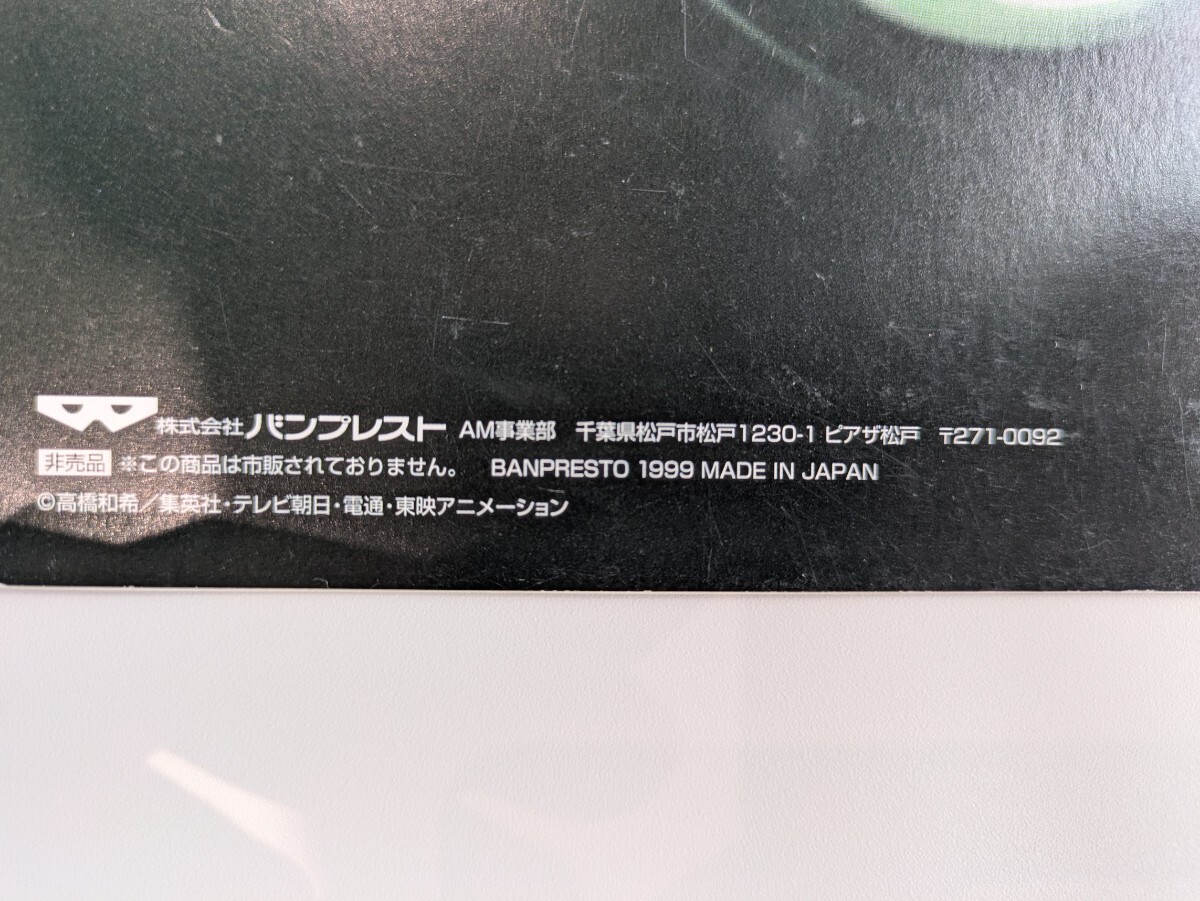 株式会社バンプレスト AM事業部 千葉県松戸市松戸1230-1 ピアザ松戸 〒271-0092
非売品 ※この商品は市販されておりません。 BANPRESTO 1999 MADE IN JAPAN
©高橋和希／集英社・テレビ朝日・電通・東映アニメーション